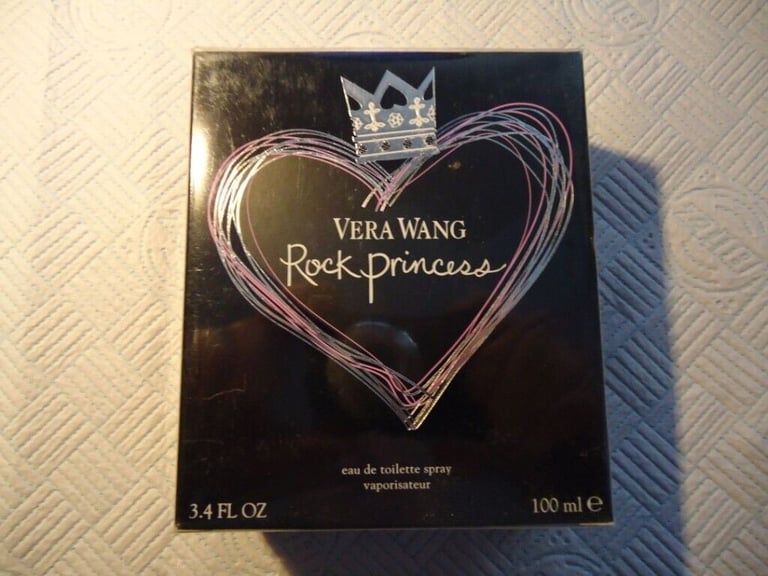 VERA WANG
Rock Princess
eau de toilette spray
vaporisateur
3.4 FL OZ
100 ml ℮